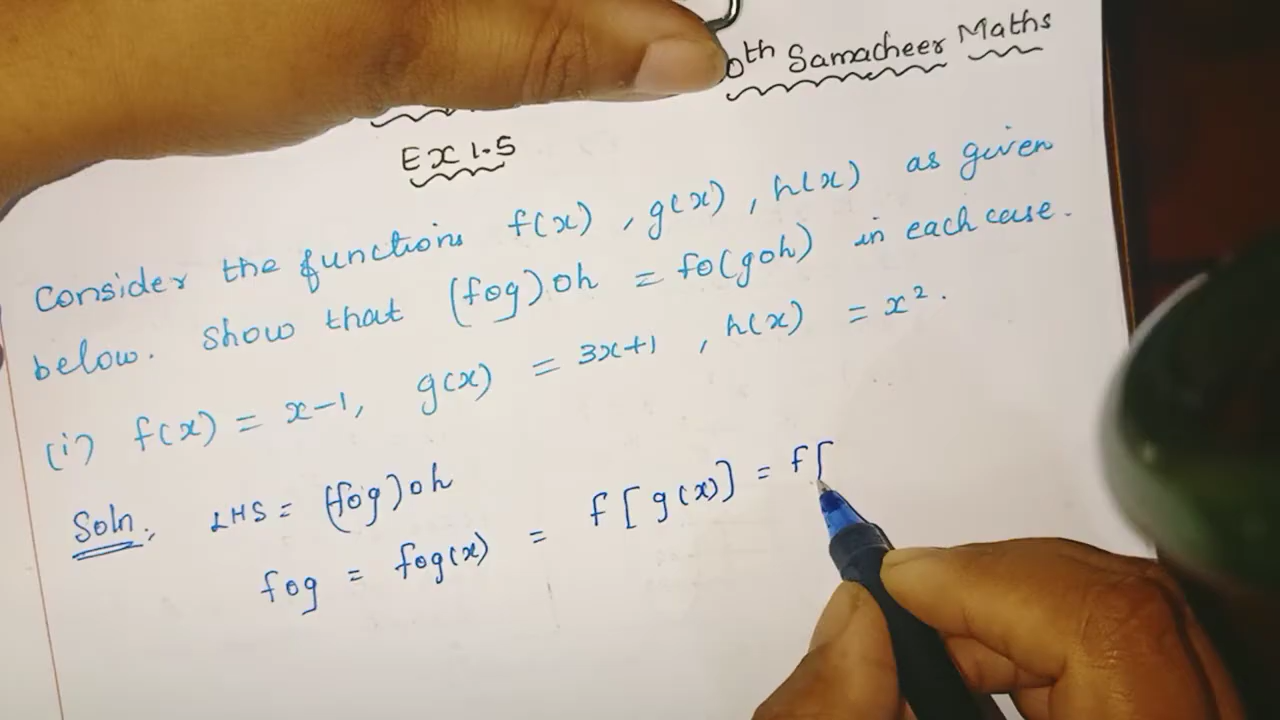 0th Samacheer Maths
Ex 1.5
Consider the functions f(x), g(x), h(x) as given
below. Show that (fog)oh = fo(goh) in each case.
(i) f(x) = x-1, g(x) = 3x+1, h(x) = x².
Soln: LHS = (fog)oh
fog = fog(x) = f[g(x)] = f[